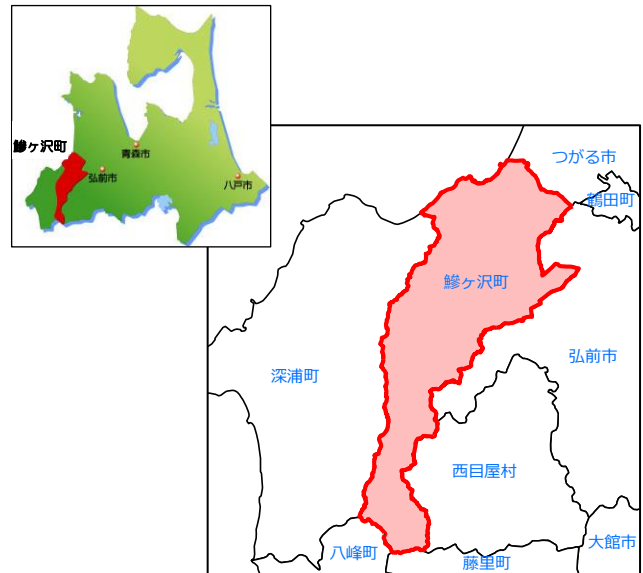 鰺ヶ沢町
青森市
弘前市
八戸市
つがる市
鶴田町
鰺ヶ沢町
弘前市
深浦町
西目屋村
八峰町
藤里町
大館市